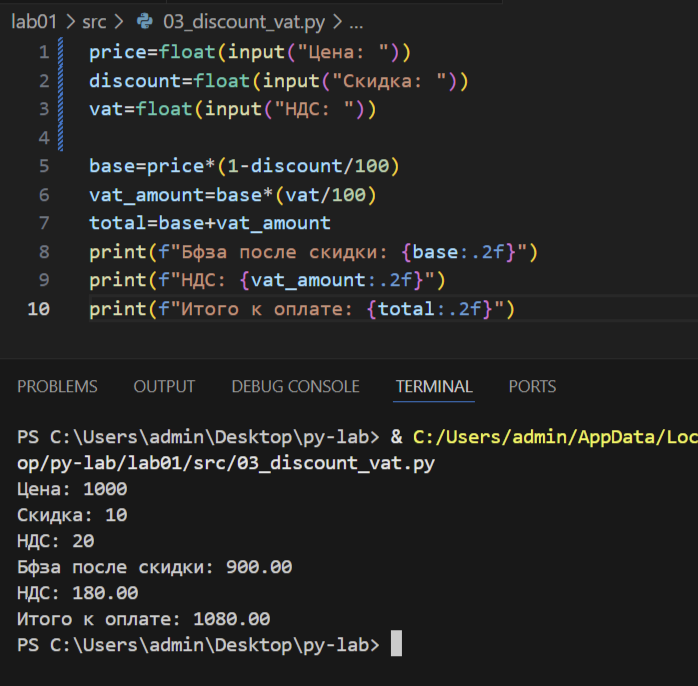 lab01 > src > 03_discount_vat.py > ...
1 price=float(input("Цена: "))
2 discount=float(input("Скидка: "))
3 vat=float(input("НДС: "))
4
5 base=price*(1-discount/100)
6 vat_amount=base*(vat/100)
7 total=base+vat_amount
8 print(f"Бфза после скидки: {base:.2f}")
9 print(f"НДС: {vat_amount:.2f}")
10 print(f"Итого к оплате: {total:.2f}")
PROBLEMS OUTPUT DEBUG CONSOLE TERMINAL PORTS
PS C:\Users\admin\Desktop\py-lab> & C:/Users/admin/AppData/Loc
op/py-lab/lab01/src/03_discount_vat.py
Цена: 1000
Скидка: 10
НДС: 20
Бфза после скидки: 900.00
НДС: 180.00
Итого к оплате: 1080.00
PS C:\Users\admin\Desktop\py-lab>